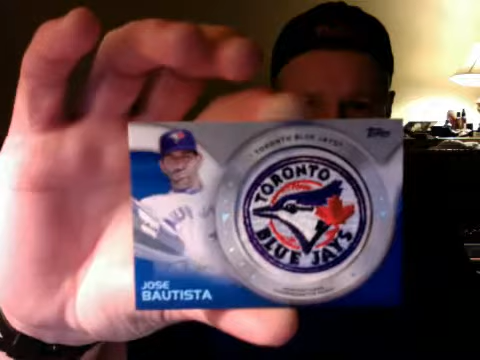 Topps
TORONTO BLUE JAYS
TORONTO
BLUE JAYS
JOSE
BAUTISTA